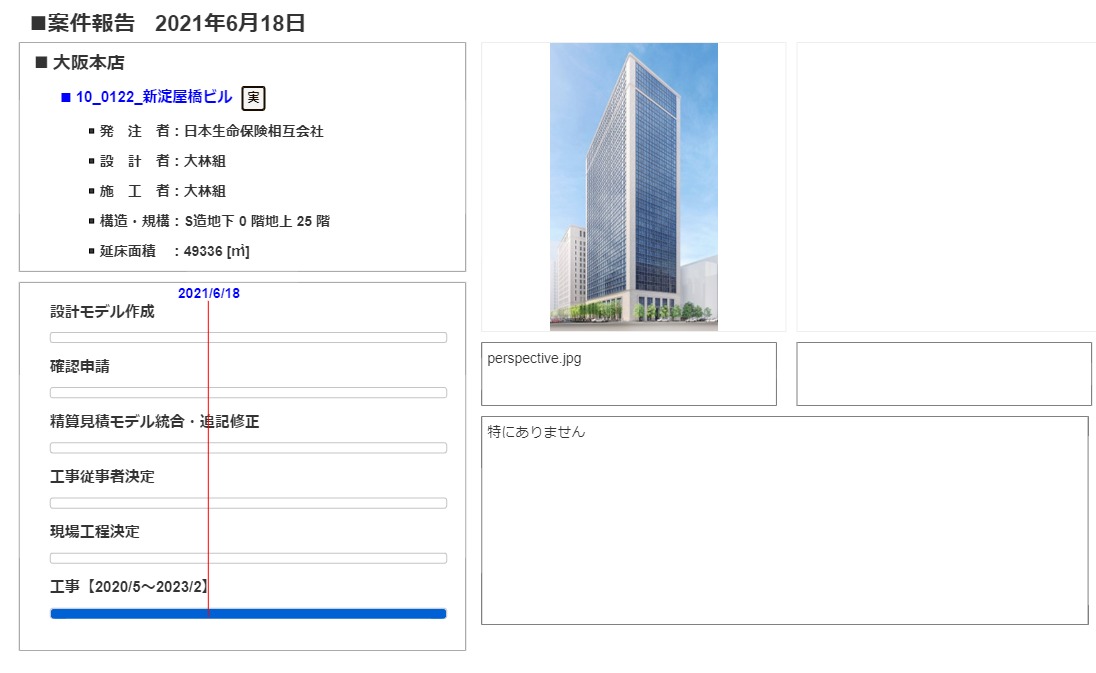 ■案件報告 2021年6月18日
■ 大阪本店
■ 10_0122_新淀屋橋ビル 実
▪ 発 注 者：日本生命保険相互会社
▪ 設 計 者：大林組
▪ 施 工 者：大林組
▪ 構造・規構：S造地下 0 階地上 25 階
▪ 延床面積 ：49336 [㎡]
2021/6/18
設計モデル作成
確認申請
精算見積モデル統合・追記修正
工事従事者決定
現場工程決定
工事【2020/5～2023/2】
perspective.jpg
特にありません